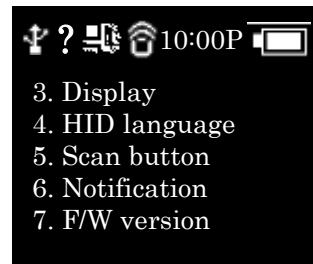 ? 10:00P
3. Display
4. HID language
5. Scan button
6. Notification
7. F/W version